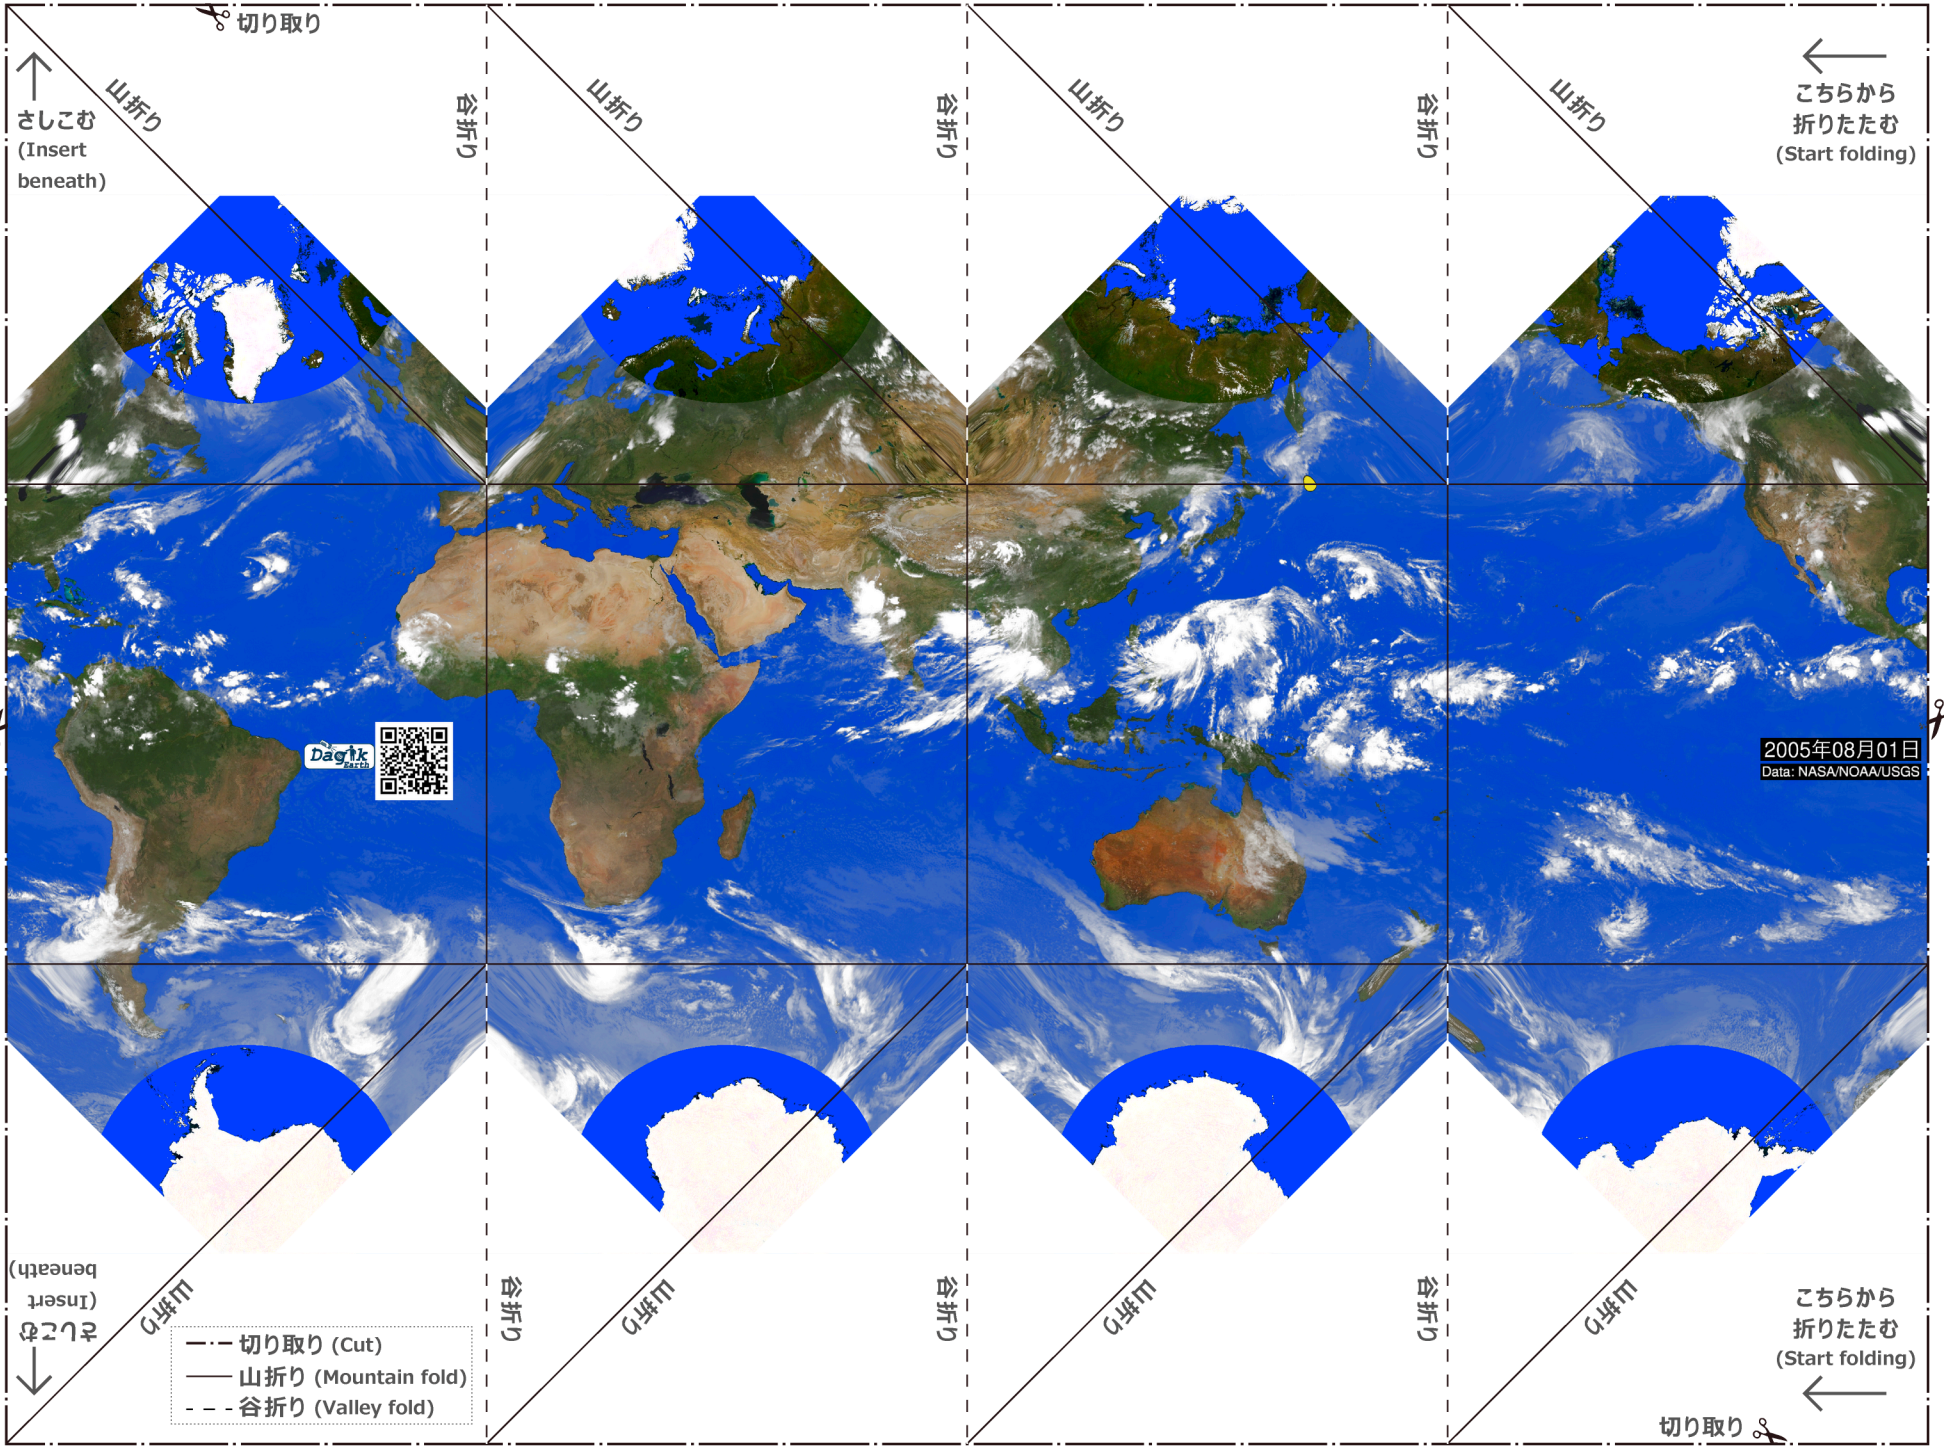 切り取り
山折り
谷折り
山折り
谷折り
山折り
谷折り
山折り
こちらから
折りたたむ
(Start folding)
さしこむ
(Insert
beneath)
Dagik
Earth
2005年08月01日
Data: NASA/NOAA/USGS
さしこむ
(Insert
beneath)
山折り
谷折り
山折り
谷折り
山折り
谷折り
山折り
こちらから
折りたたむ
(Start folding)
切り取り (Cut)
山折り (Mountain fold)
谷折り (Valley fold)
切り取り